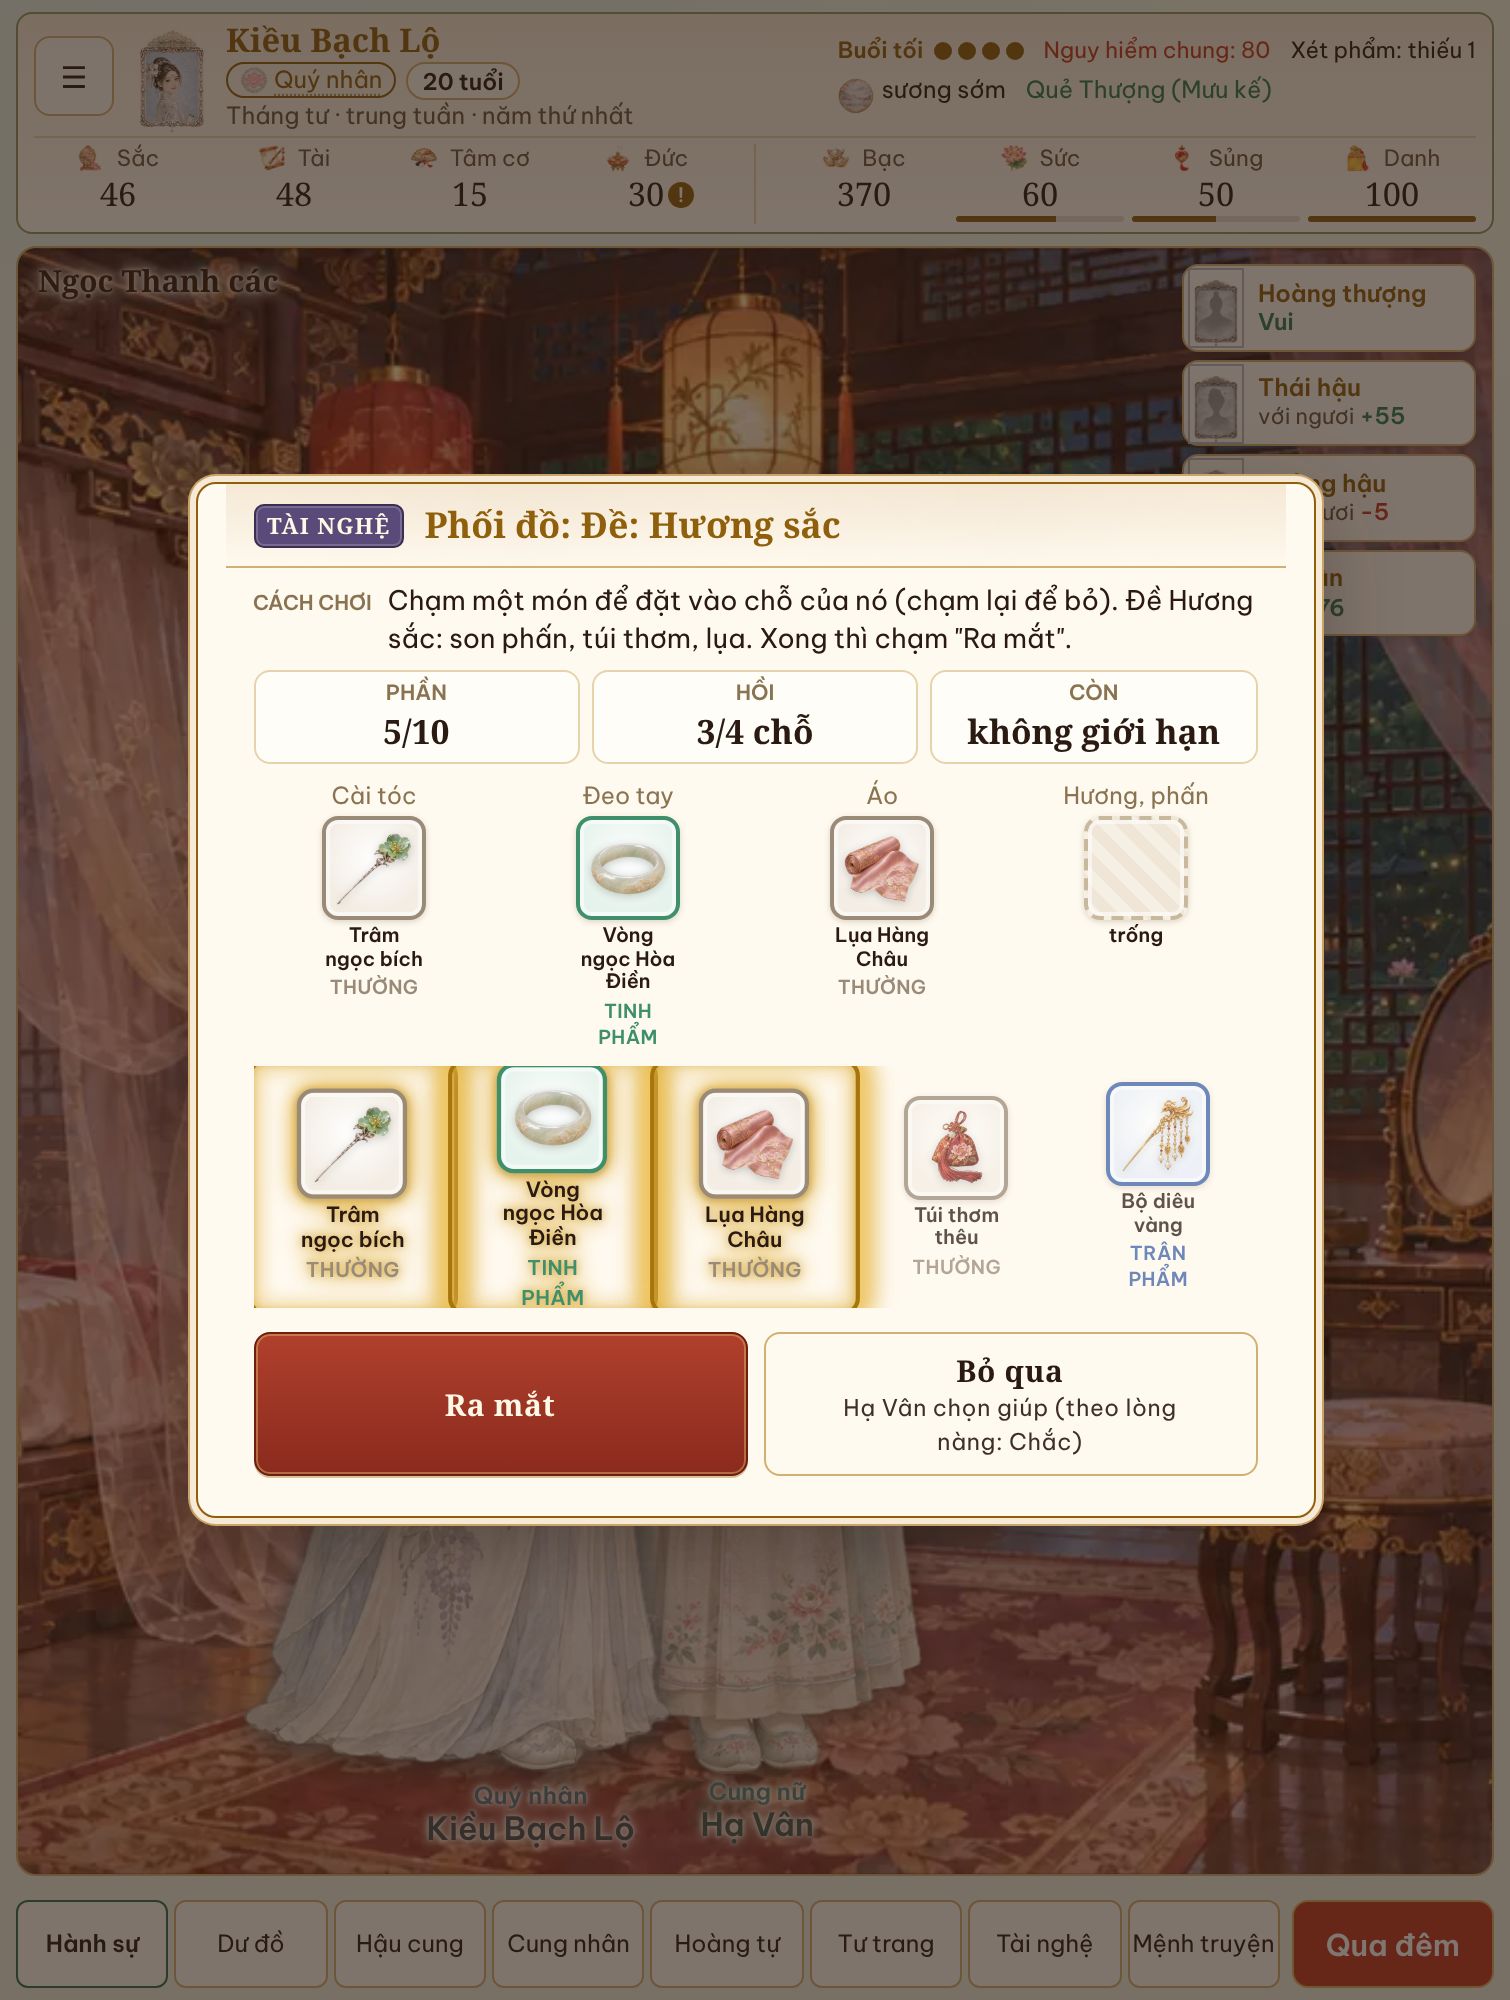 ☰
Kiều Bạch Lộ
Quý nhân
20 tuổi
Tháng tư · trung tuần · năm thứ nhất
Buổi tối
Nguy hiểm chung: 80
Xét phẩm: thiếu 1
sương sớm
Quẻ Thượng (Mưu kế)
Sắc
46
Tài
48
Tâm cơ
15
Đức
30 !
Bạc
370
Sức
60
Sủng
50
Danh
100
Ngọc Thanh các
Hoàng thượng
Vui
Thái hậu
với ngươi +55
hậu
-5
TÀI NGHỆ
Phối đồ: Đề: Hương sắc
CÁCH CHƠI
Chạm một món để đặt vào chỗ của nó (chạm lại để bỏ). Đề Hương
sắc: son phấn, túi thơm, lụa. Xong thì chạm "Ra mắt".
PHẦN
5/10
HỒI
3/4 chỗ
CÒN
không giới hạn
Cài tóc
Trâm
ngọc bích
THƯỜNG
Đeo tay
Vòng
ngọc Hòa
Điền
TINH
PHẨM
Áo
Lụa Hàng
Châu
THƯỜNG
Hương, phấn
trống
Trâm
ngọc bích
THƯỜNG
Vòng
ngọc Hòa
Điền
TINH
PHẨM
Lụa Hàng
Châu
THƯỜNG
Túi thơm
thêu
THƯỜNG
Bộ diêu
vàng
TRÂN
PHẨM
Ra mắt
Bỏ qua
Hạ Vân chọn giúp (theo lòng
nàng: Chắc)
Quý nhân
Kiều Bạch Lộ
Cung nữ
Hạ Vân
Hành sự
Dư đồ
Hậu cung
Cung nhân
Hoàng tự
Tư trang
Tài nghệ
Mệnh truyện
Qua đêm